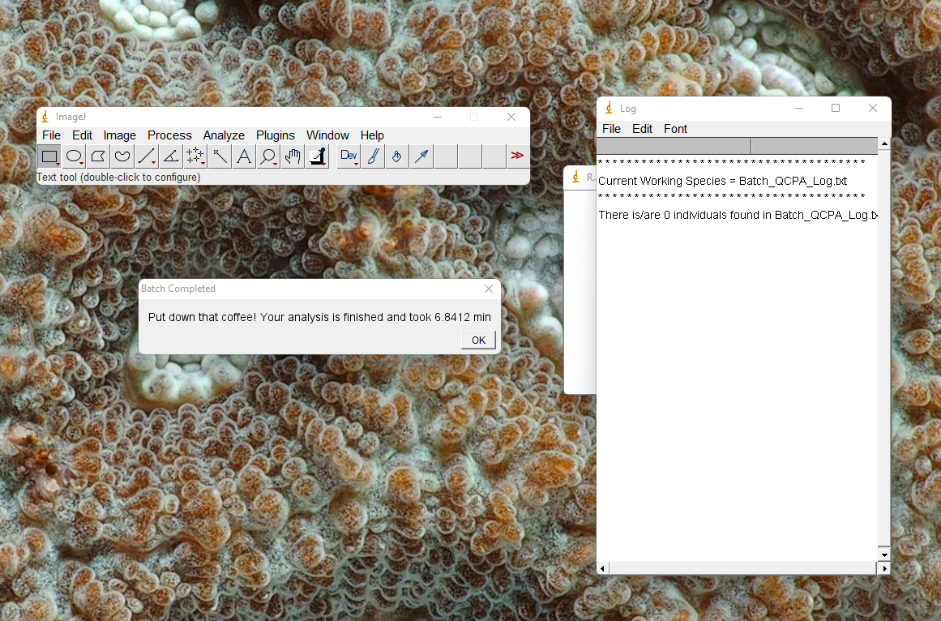 ImageJ
File Edit Image Process Analyze Plugins Window Help
A Dev >>
Text tool (double-click to configure)
R..
Batch Completed
Put down that coffee! Your analysis is finished and took 6.8412 min
OK
Log
File Edit Font
* * * * * * * * * * * * * * * * * * * * * * * * * * * * * * * * * * *
Current Working Species = Batch_QCPA_Log.txt
* * * * * * * * * * * * * * * * * * * * * * * * * * * * * * * * * * *
There is/are 0 individuals found in Batch_QCPA_Log.tx